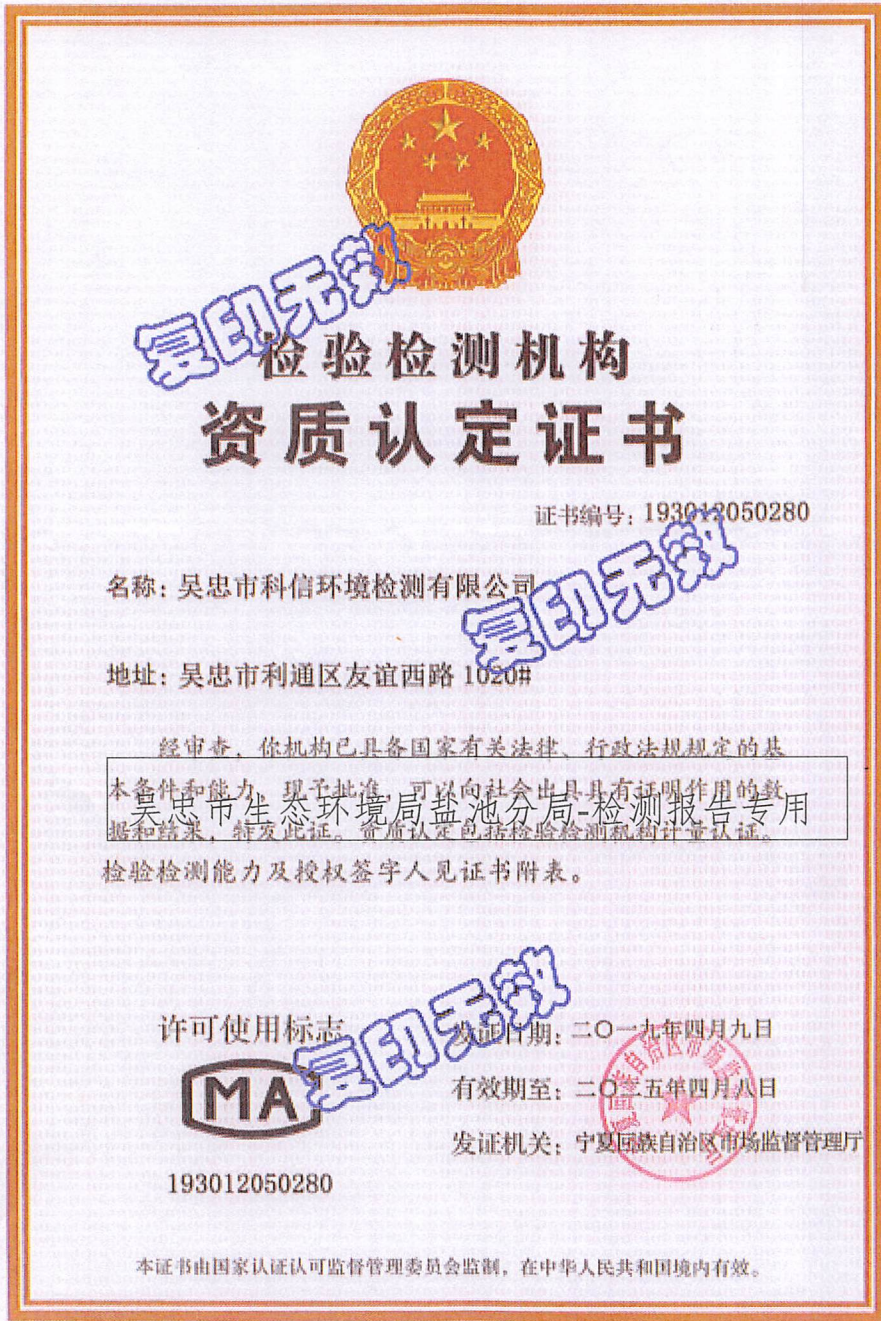 复印无效
检验检测机构
资质认定证书
证书编号：193012050280
名称：吴忠市科信环境检测有限公司
复印无效
地址：吴忠市利通区友谊西路 1020#
经审查，你机构已具备国家有关法律、行政法规规定的基
本条件和能力，现予批准，可以向社会出具具有证明作用的数
吴忠市生态环境局盐池分局-检测报告专用
据和结果，特发此证。资质认定包括检验检测机构计量认证。
检验检测能力及授权签字人见证书附表。
复印无效
许可使用标志
发证日期：二〇一九年四月九日
MA
有效期至：二〇二五年四月八日
发证机关：宁夏回族自治区市场监督管理厅
193012050280
本证书由国家认证认可监督管理委员会监制，在中华人民共和国境内有效。